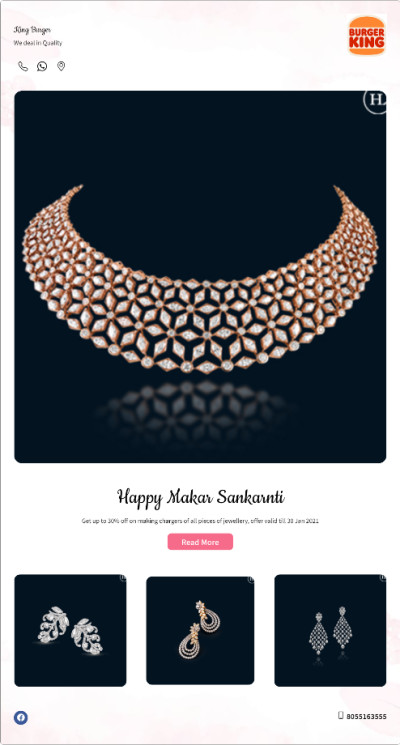 King Burger
We deal in Quality
BURGER
KING
H
Happy Makar Sankarnti
Get up to 30% off on making chargers of all pieces of jewellery, offer valid till 30 Jan 2021
Read More
8055163555